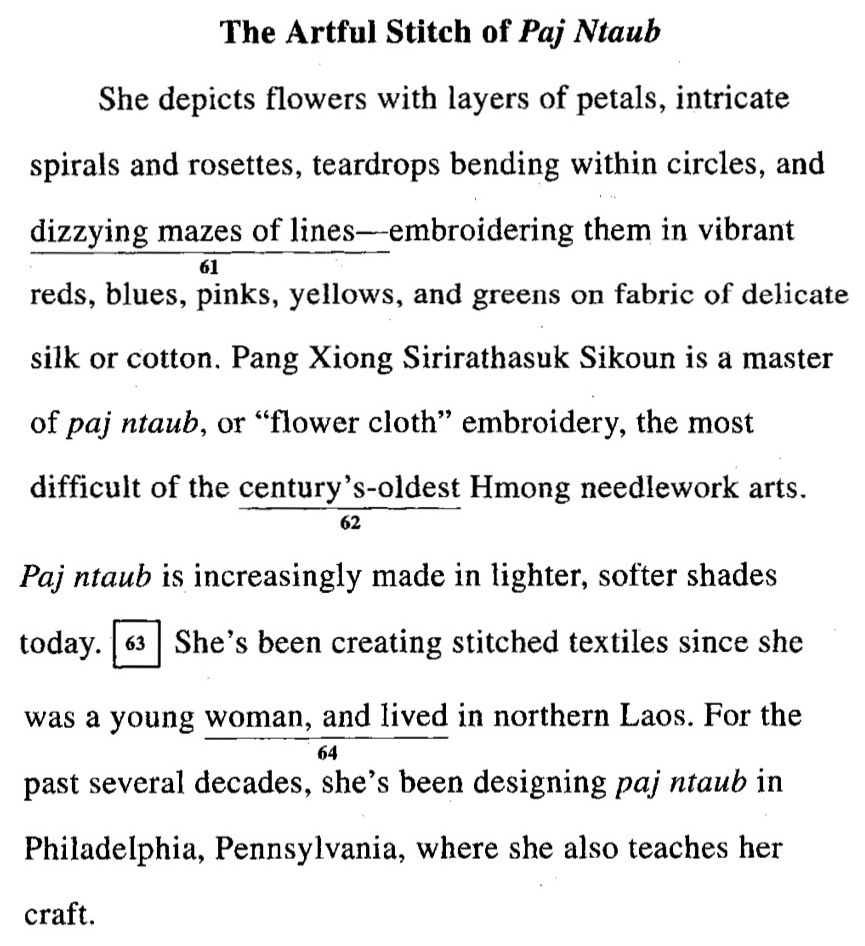 The Artful Stitch of Paj Ntaub
She depicts flowers with layers of petals, intricate
spirals and rosettes, teardrops bending within circles, and
dizzying mazes of lines—embroidering them in vibrant
61
reds, blues, pinks, yellows, and greens on fabric of delicate
silk or cotton. Pang Xiong Sirirathasuk Sikoun is a master
of paj ntaub, or “flower cloth” embroidery, the most
difficult of the century’s-oldest Hmong needlework arts.
62
Paj ntaub is increasingly made in lighter, softer shades
today. 63 She’s been creating stitched textiles since she
was a young woman, and lived in northern Laos. For the
64
past several decades, she’s been designing paj ntaub in
Philadelphia, Pennsylvania, where she also teaches her
craft.